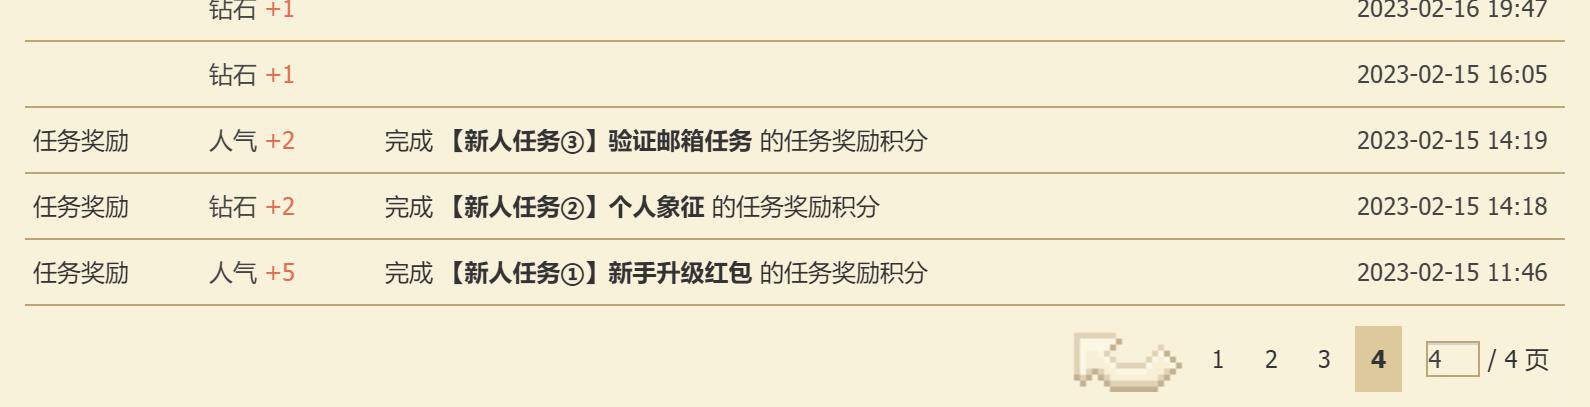 钻石 +1 2023-02-16 19:47
钻石 +1 2023-02-15 16:05
任务奖励 人气 +2 完成 【新人任务③】验证邮箱任务 的任务奖励积分 2023-02-15 14:19
任务奖励 钻石 +2 完成 【新人任务②】个人象征 的任务奖励积分 2023-02-15 14:18
任务奖励 人气 +5 完成 【新人任务①】新手升级红包 的任务奖励积分 2023-02-15 11:46
1 2 3 4 4 / 4 页